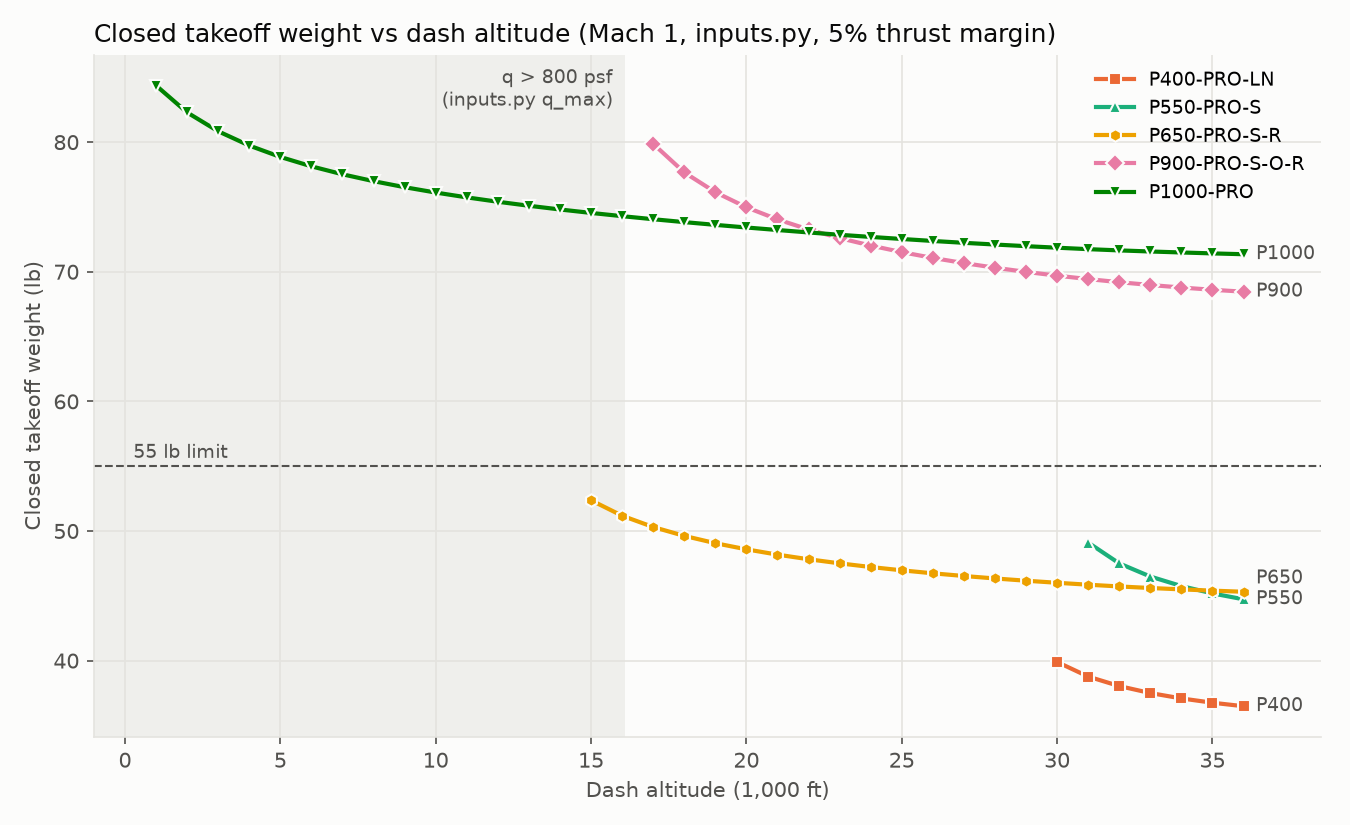 Closed takeoff weight vs dash altitude (Mach 1, inputs.py, 5% thrust margin)
q > 800 psf
(inputs.py q_max)
P400-PRO-LN
P550-PRO-S
P650-PRO-S-R
P900-PRO-S-O-R
P1000-PRO
80
70
60
50
40
Closed takeoff weight (lb)
55 lb limit
P1000
P900
P650
P550
P400
0
5
10
15
20
25
30
35
Dash altitude (1,000 ft)